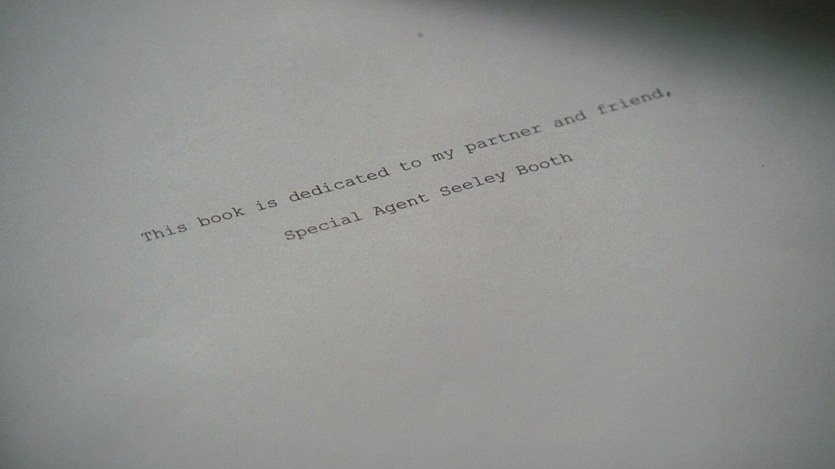 This book is dedicated to my partner and friend,
Special Agent Seeley Booth